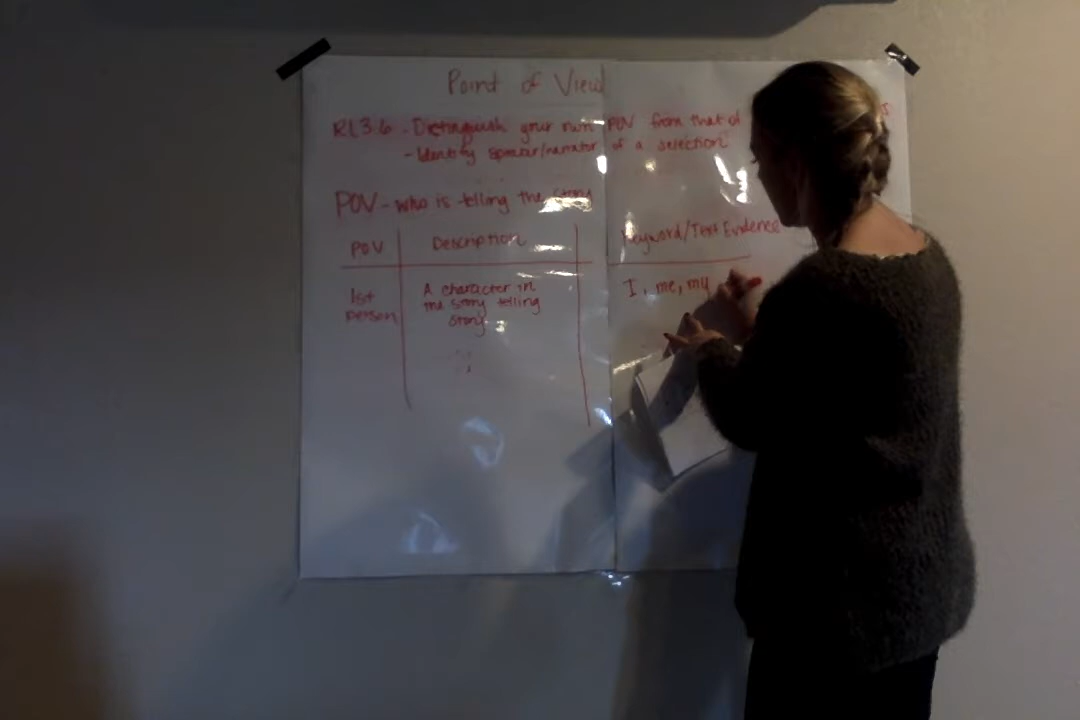 Point of View
RL3.6 - Distinguish your own POV from that of
- Identify speaker/narrator of a selection
POV - who is telling the story
POV Description Keyword/Text Evidence
1st person A character in
the story telling
story
I, me, my